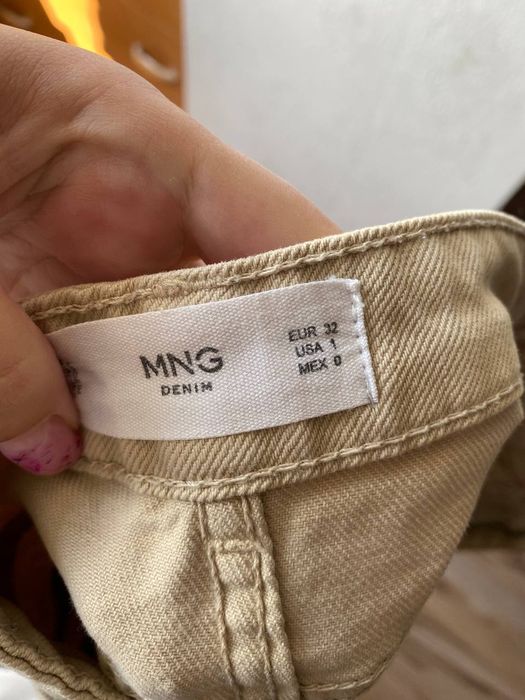 MNG
DENIM
EUR 32
USA 1
MEX 0